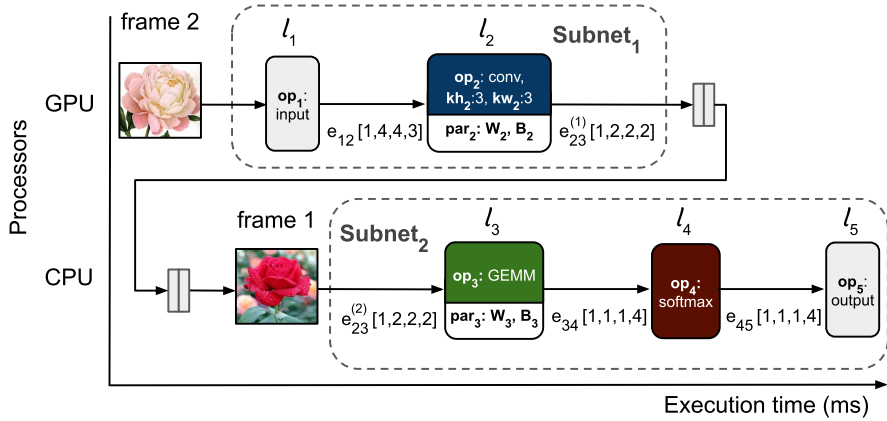 frame 2
l₁
l₂
Subnet₁
GPU
op₁:
input
op₂: conv,
kh₂:3, kw₂:3
par₂: W₂, B₂
e₁₂ [1,4,4,3]
e₂₃⁽¹⁾ [1,2,2,2]
Processors
frame 1
Subnet₂
l₃
l₄
l₅
CPU
op₃: GEMM
par₃: W₃, B₃
op₄:
softmax
op₅:
output
e₂₃⁽²⁾ [1,2,2,2]
e₃₄ [1,1,1,4]
e₄₅ [1,1,1,4]
Execution time (ms)